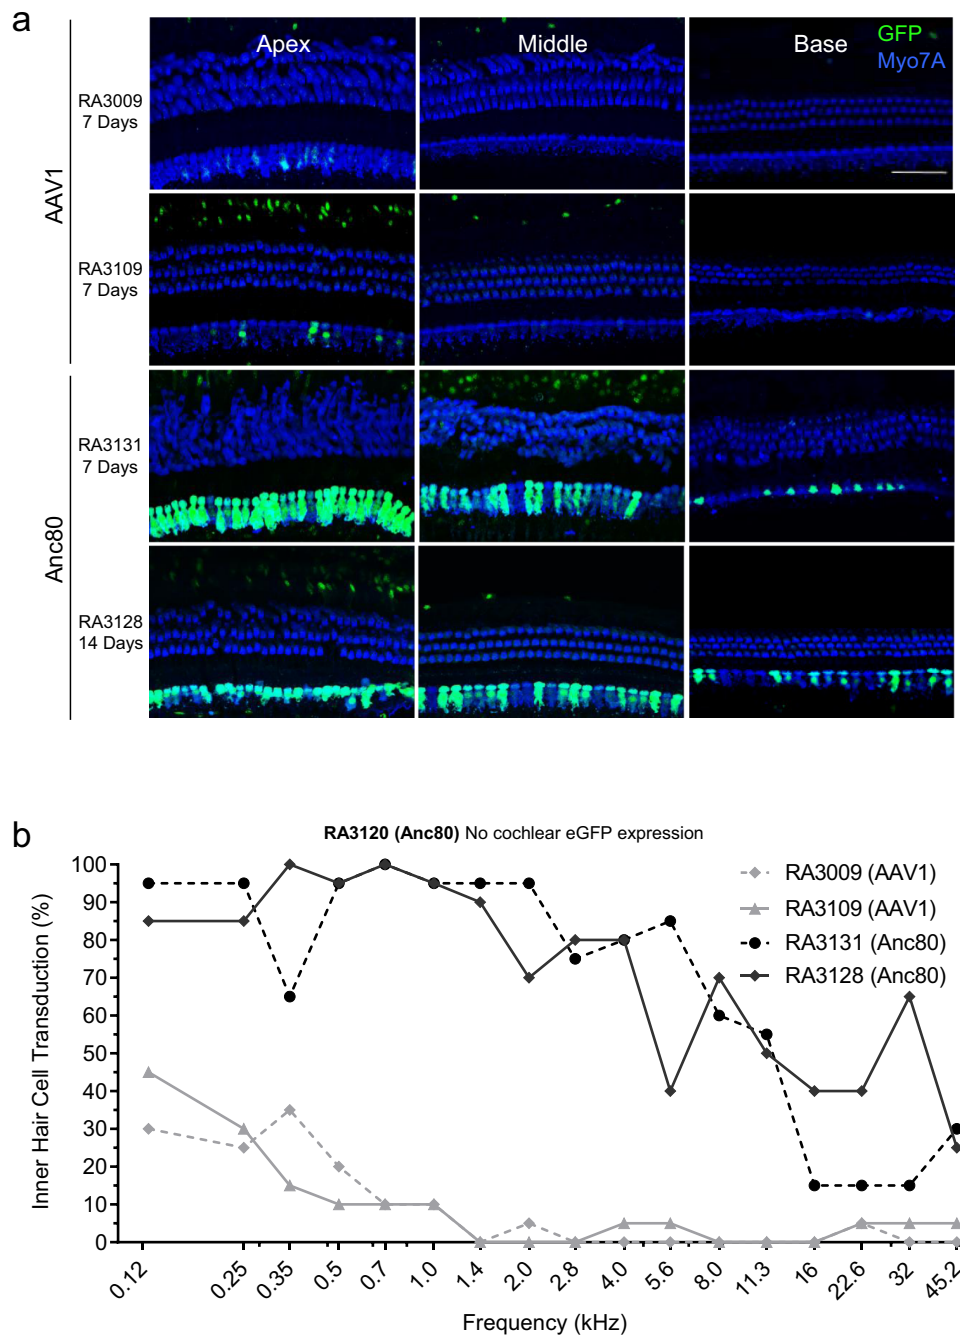 a
Apex Middle Base GFP
Myo7A
AAV1
RA3009
7 Days
RA3109
7 Days
Anc80
RA3131
7 Days
RA3128
14 Days
b
RA3120 (Anc80) No cochlear eGFP expression
RA3009 (AAV1)
RA3109 (AAV1)
RA3131 (Anc80)
RA3128 (Anc80)
Inner Hair Cell Transduction (%)
100
90
80
70
60
50
40
30
20
10
0
0.12 0.25 0.35 0.5 0.7 1.0 1.4 2.0 2.8 4.0 5.6 8.0 11.3 16 22.6 32 45.2
Frequency (kHz)